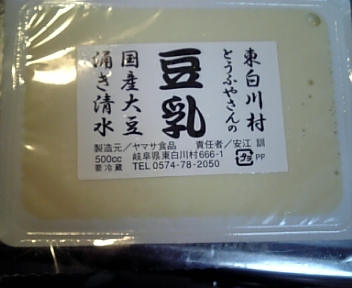 東白川村
とうふやさんの
豆乳
国産大豆
湧き清水
製造元／ヤマサ食品 責任者／安江 訓
500cc 岐阜県東白川村666-1
要冷蔵 TEL 0574-78-2050
PP